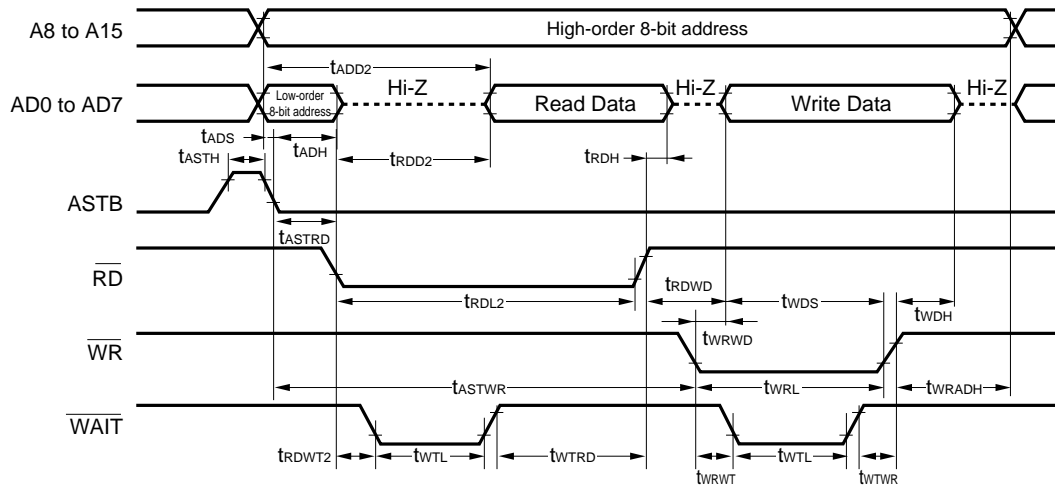 A8 to A15
High-order 8-bit address
tADD2
AD0 to AD7
Low-order
8-bit address
Hi-Z
Read Data
Hi-Z
Write Data
Hi-Z
tADS
tADH
tASTH
tRDD2
tRDH
ASTB
tASTRD
RD
tRDWD
tRDL2
tWDS
tWDH
tWRWD
WR
tASTWR
tWRL
tWRADH
WAIT
tRDWT2
tWTL
tWTRD
tWRWT
tWTL
tWTWR